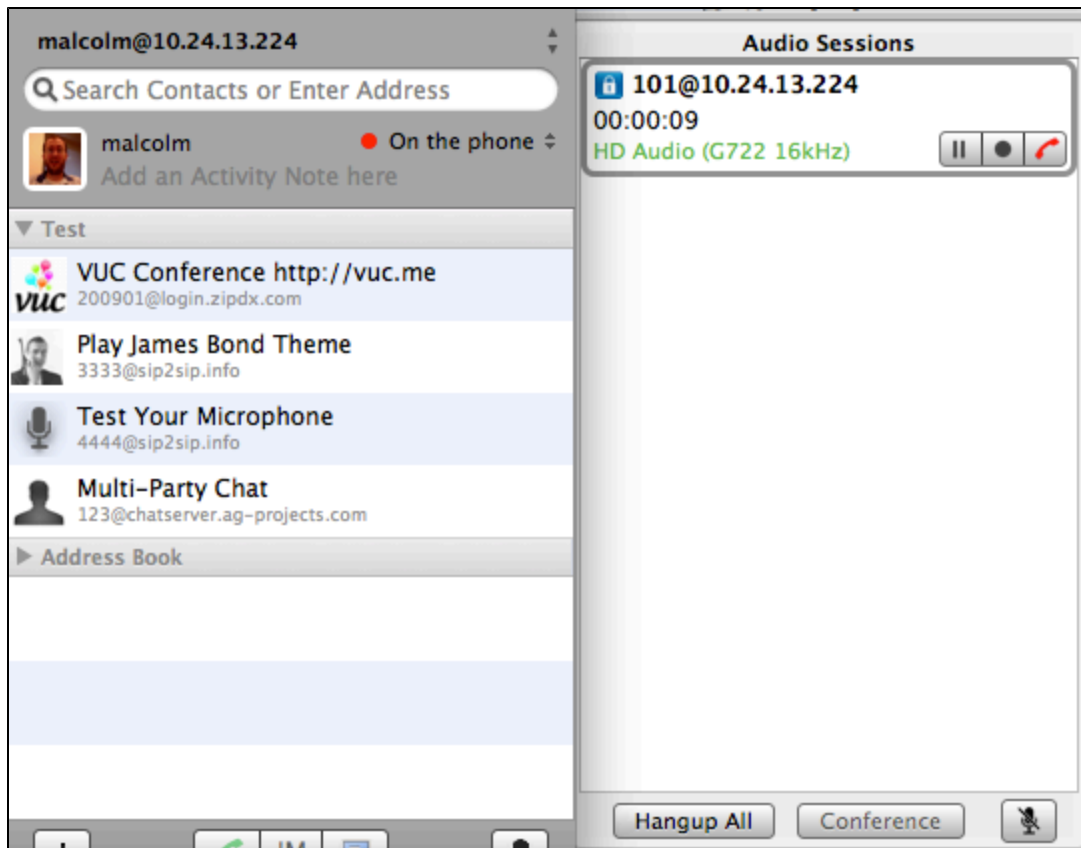 malcolm@10.24.13.224
Search Contacts or Enter Address
malcolm
On the phone
Add an Activity Note here
Test
VUC Conference http://vuc.me
vuc
200901@login.zipdx.com
Play James Bond Theme
3333@sip2sip.info
Test Your Microphone
4444@sip2sip.info
Multi-Party Chat
123@chatserver.ag-projects.com
Address Book
IM
Audio Sessions
101@10.24.13.224
00:00:09
HD Audio (G722 16kHz)
Hangup All
Conference